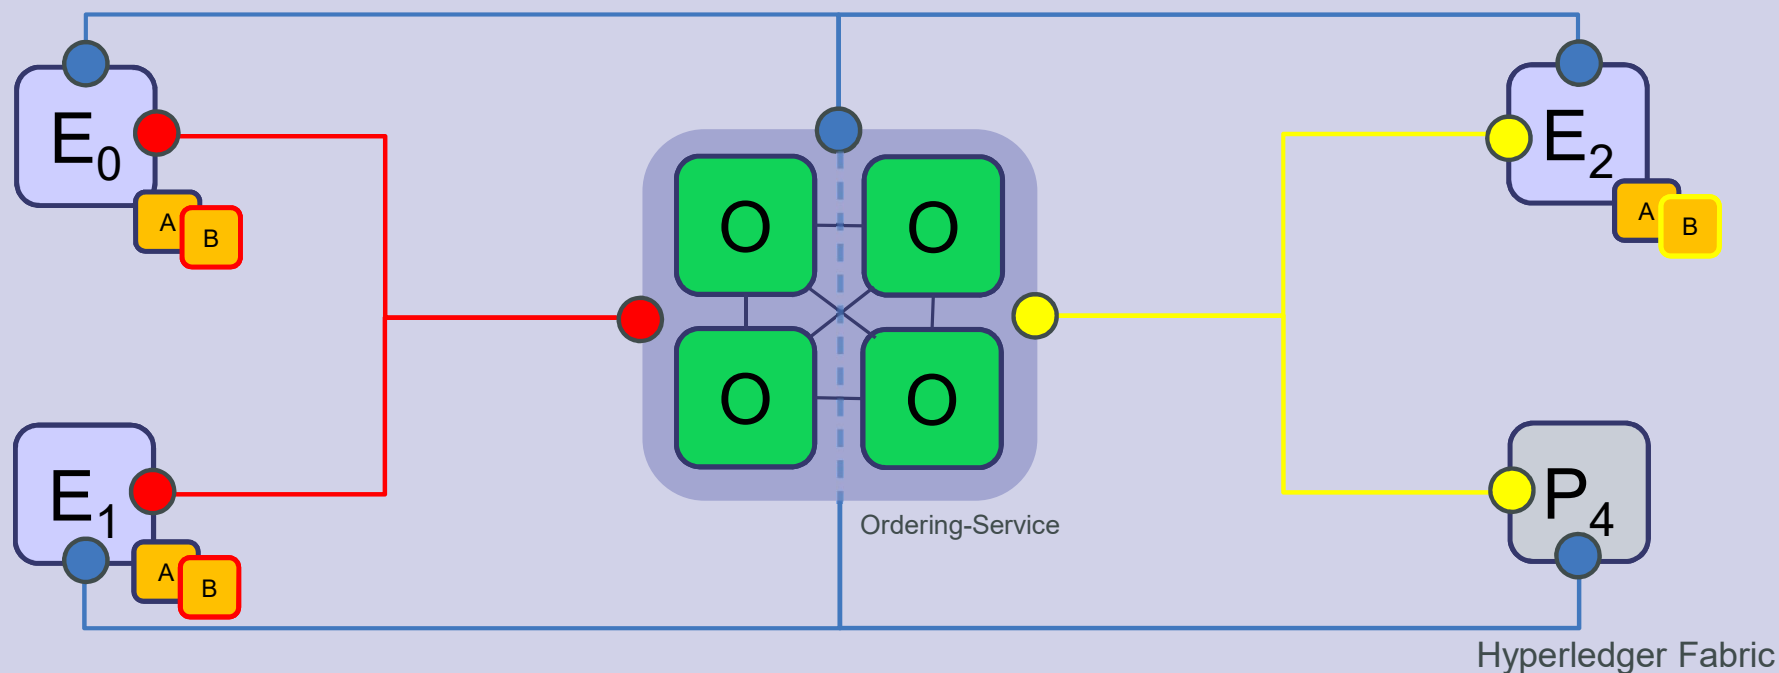 E0
A
B
E1
A
B
O
O
O
O
Ordering-Service
E2
A
B
P4
Hyperledger Fabric